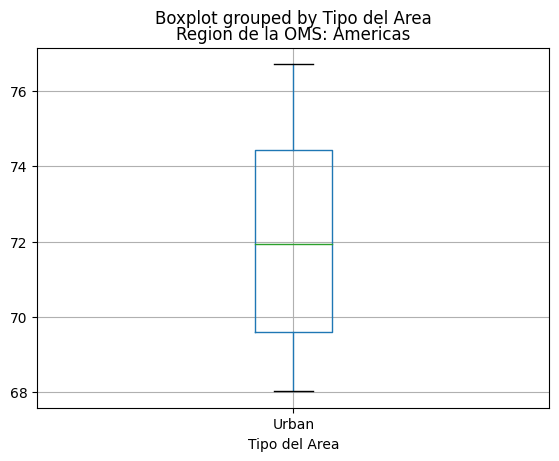 Boxplot grouped by Tipo del Area
Region de la OMS: Americas
76
74
72
70
68
Urban
Tipo del Area